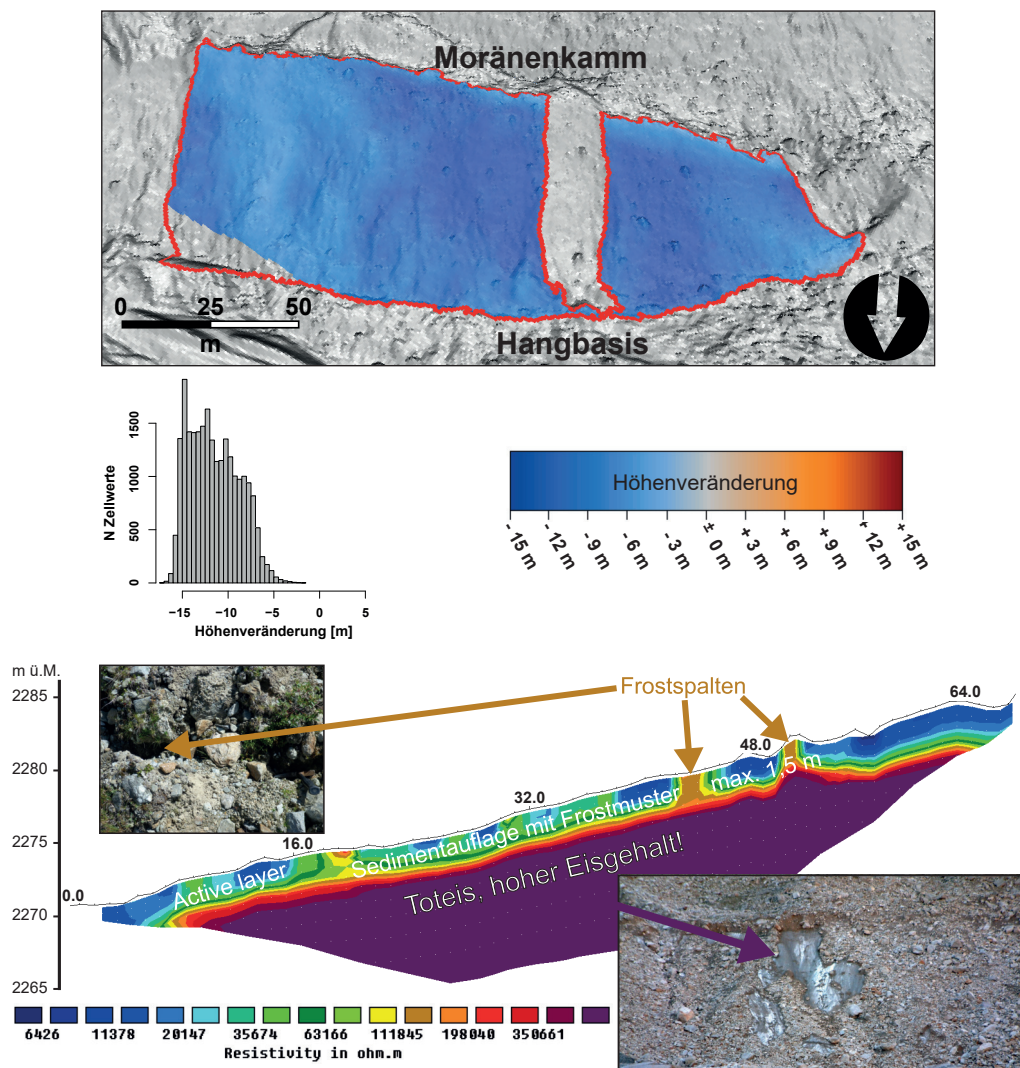 Moränenkamm
0 25 50
m
Hangbasis
N Zellwerte
1500
1000
500
0
−15 −10 −5 0 5
Höhenveränderung [m]
Höhenveränderung
- 15 m
- 12 m
- 9 m
- 6 m
- 3 m
± 0 m
+ 3 m
+ 6 m
+ 9 m
+ 12 m
+ 15 m
m ü.M.
2285
2280
2275
2270
2265
Frostspalten
0.0
16.0
32.0
48.0
64.0
Active layer
Sedimentauflage mit Frostmuster
max. 1,5 m
Toteis, hoher Eisgehalt!
6426 11378 20147 35674 63166 111845 198040 350661
Resistivity in ohm.m